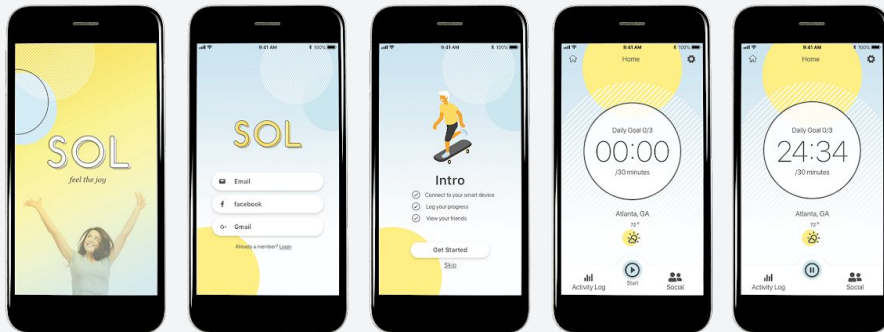 SOL
feel the joy
9:41 AM
100%
SOL
Email
f facebook
G+ Gmail
Already a member? Login
9:41 AM
100%
Intro
Connect to your smart device
Log your progress
View your friends
Get Started
Skip
9:41 AM
100%
Home
Daily Goal 0/3
00:00
/30 minutes
Atlanta, GA
72°
Activity Log
Start
Social
9:41 AM
100%
Home
Daily Goal 0/3
24:34
/30 minutes
Atlanta, GA
72°
Activity Log
Social